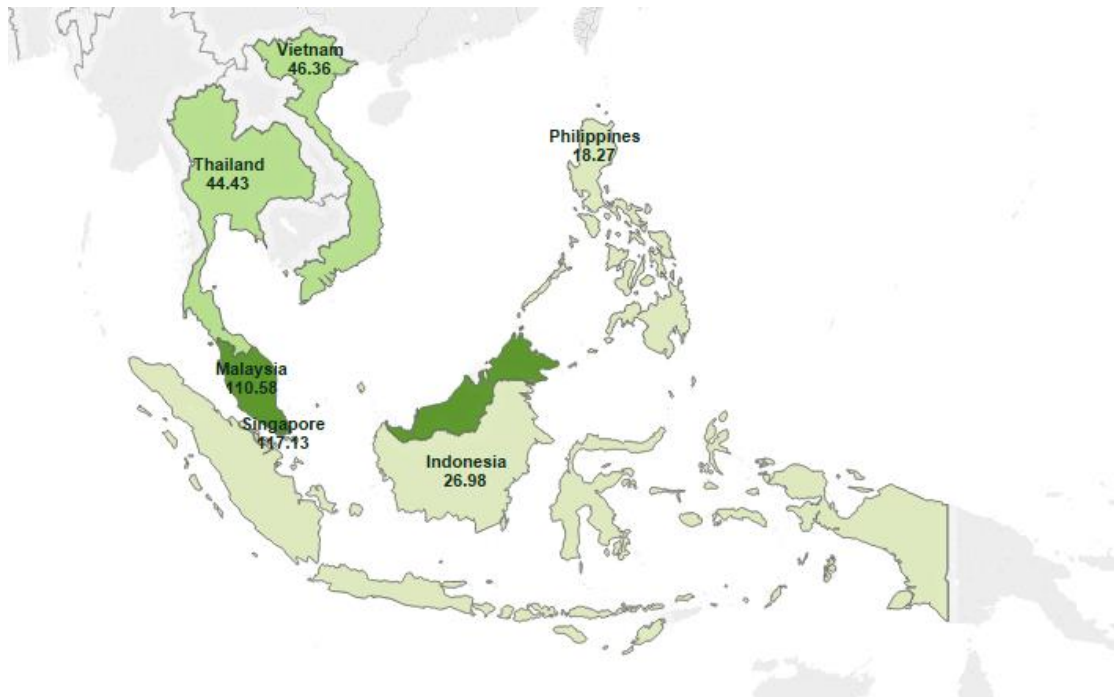 Vietnam
46.36
Philippines
18.27
Thailand
44.43
Malaysia
110.58
Singapore
117.13
Indonesia
26.98